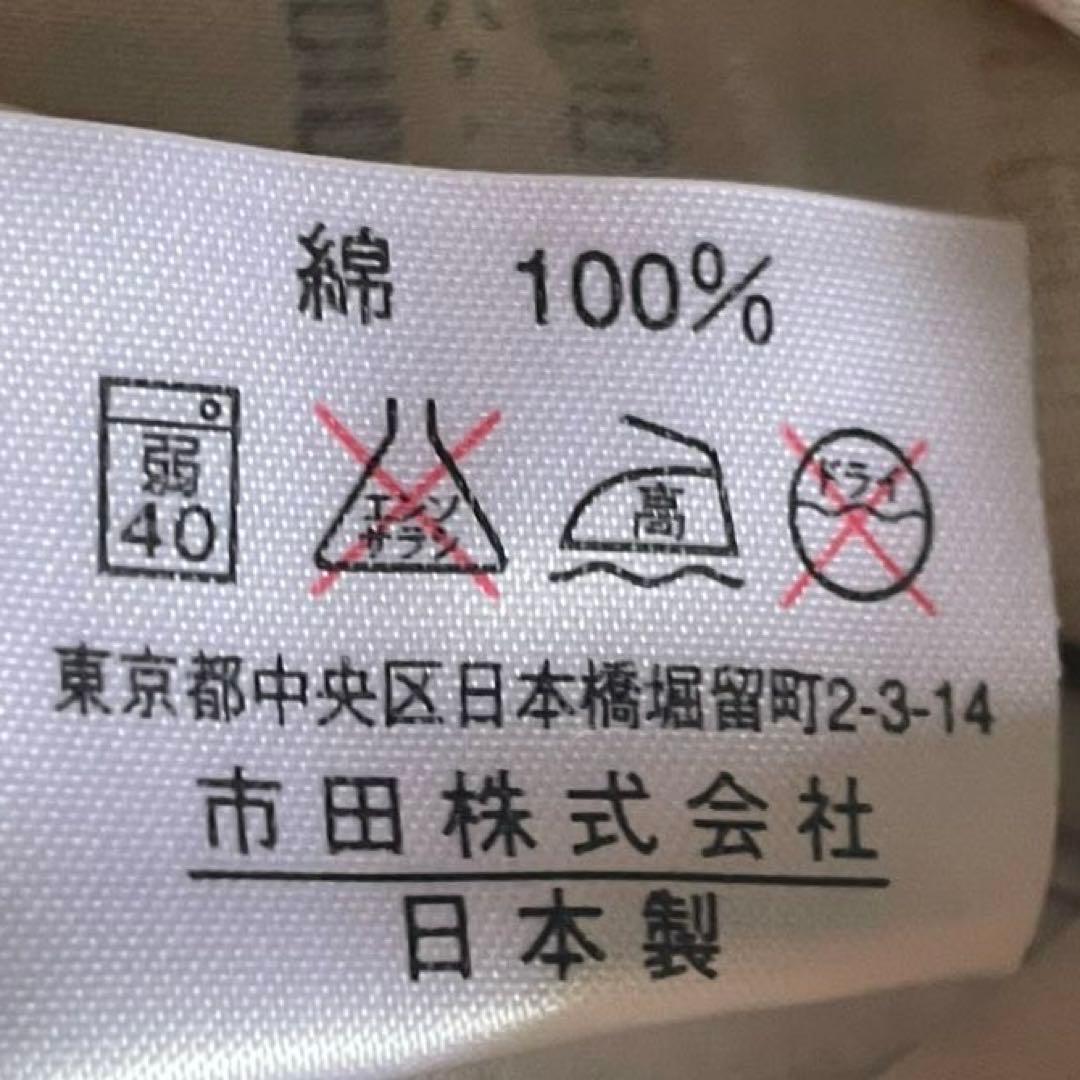 綿 100%
弱 エンソ 高 ドライ
40 サラシ
東京都中央区日本橋堀留町2-3-14
市田株式会社
日本製